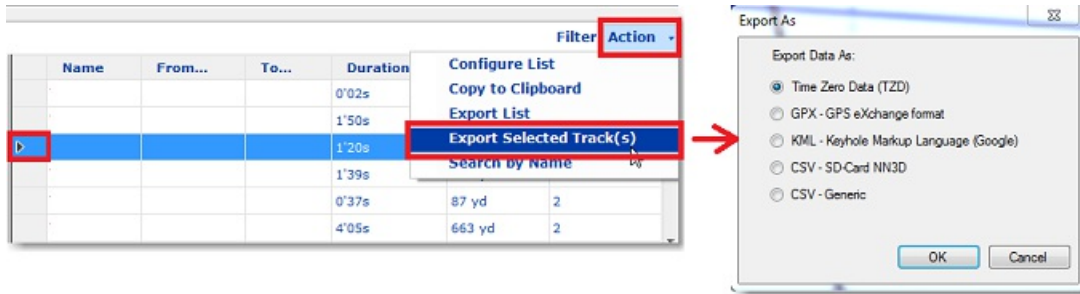 Filter Action
Name From... To... Duration
Configure List
Copy to Clipboard
Export List
Export Selected Track(s)
Search by Name
0'02s
1'50s
1'20s
1'39s
0'37s 87 yd 2
4'05s 663 yd 2
Export As
Export Data As:
Time Zero Data (TZD)
GPX - GPS eXchange format
KML - Keyhole Markup Language (Google)
CSV - SD-Card NN3D
CSV - Generic
OK Cancel